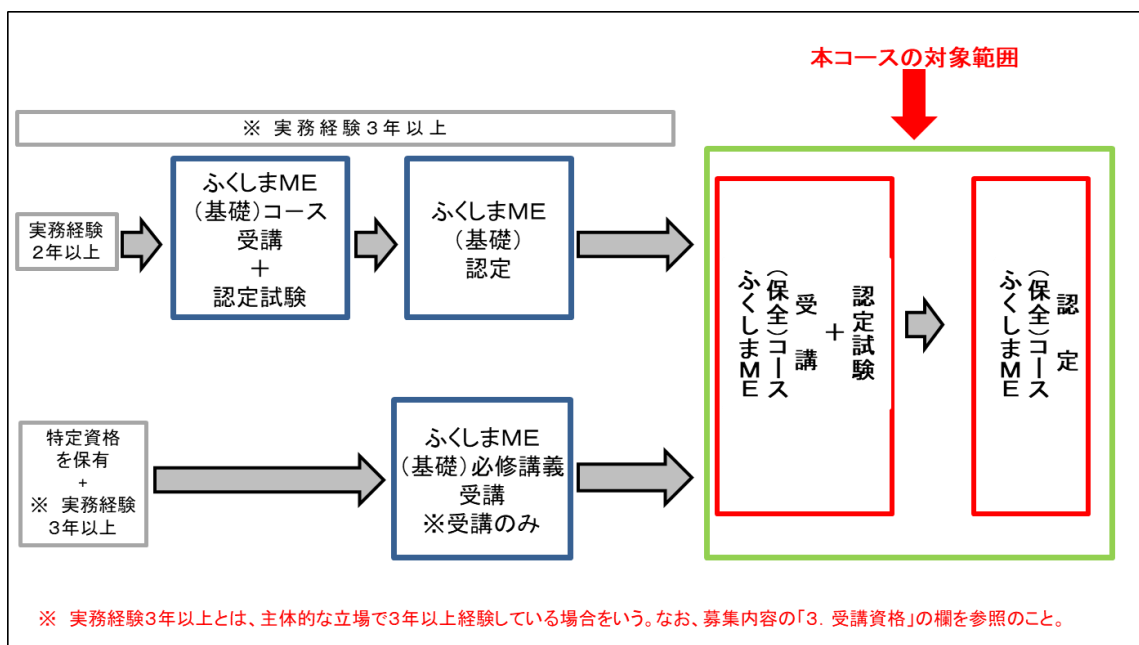 本コースの対象範囲
※ 実務経験3年以上
実務経験
2年以上
ふくしまME
(基礎)コース
受講
+
認定試験
ふくしまME
(基礎)
認定
特定資格
を保有
+
※ 実務経験
3年以上
ふくしまME
(基礎)必修講義
受講
※受講のみ
ふくしまME
(保全)コース
受講
+
認定試験
ふくしまME
(保全)コース
認定
※ 実務経験3年以上とは、主体的な立場で3年以上経験している場合をいう。なお、募集内容の「3. 受講資格」の欄を参照のこと。